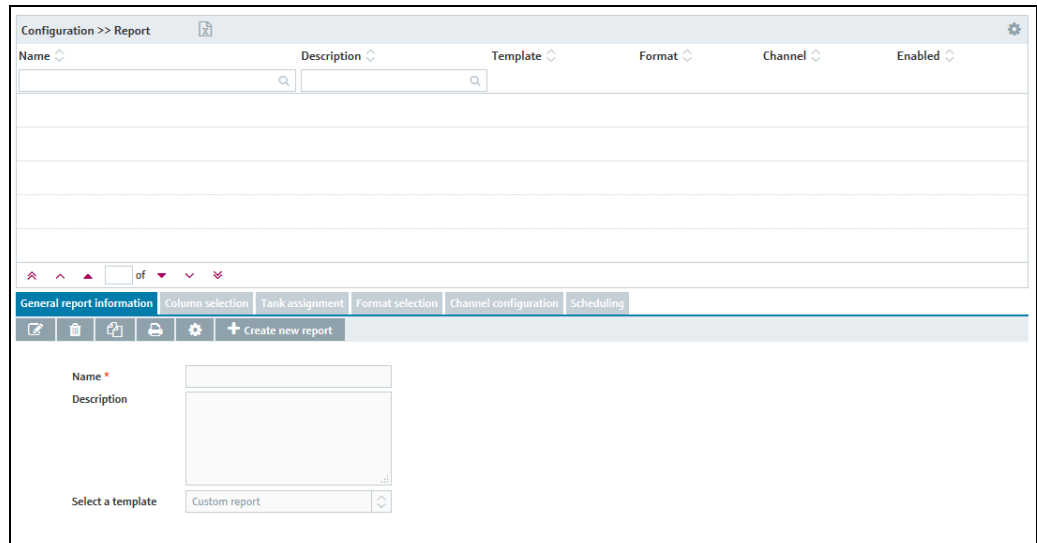 Configuration >> Report
Name Description Template Format Channel Enabled
of
General report information Column selection Tank assignment Format selection Channel configuration Scheduling
Create new report
Name *
Description
Select a template Custom report